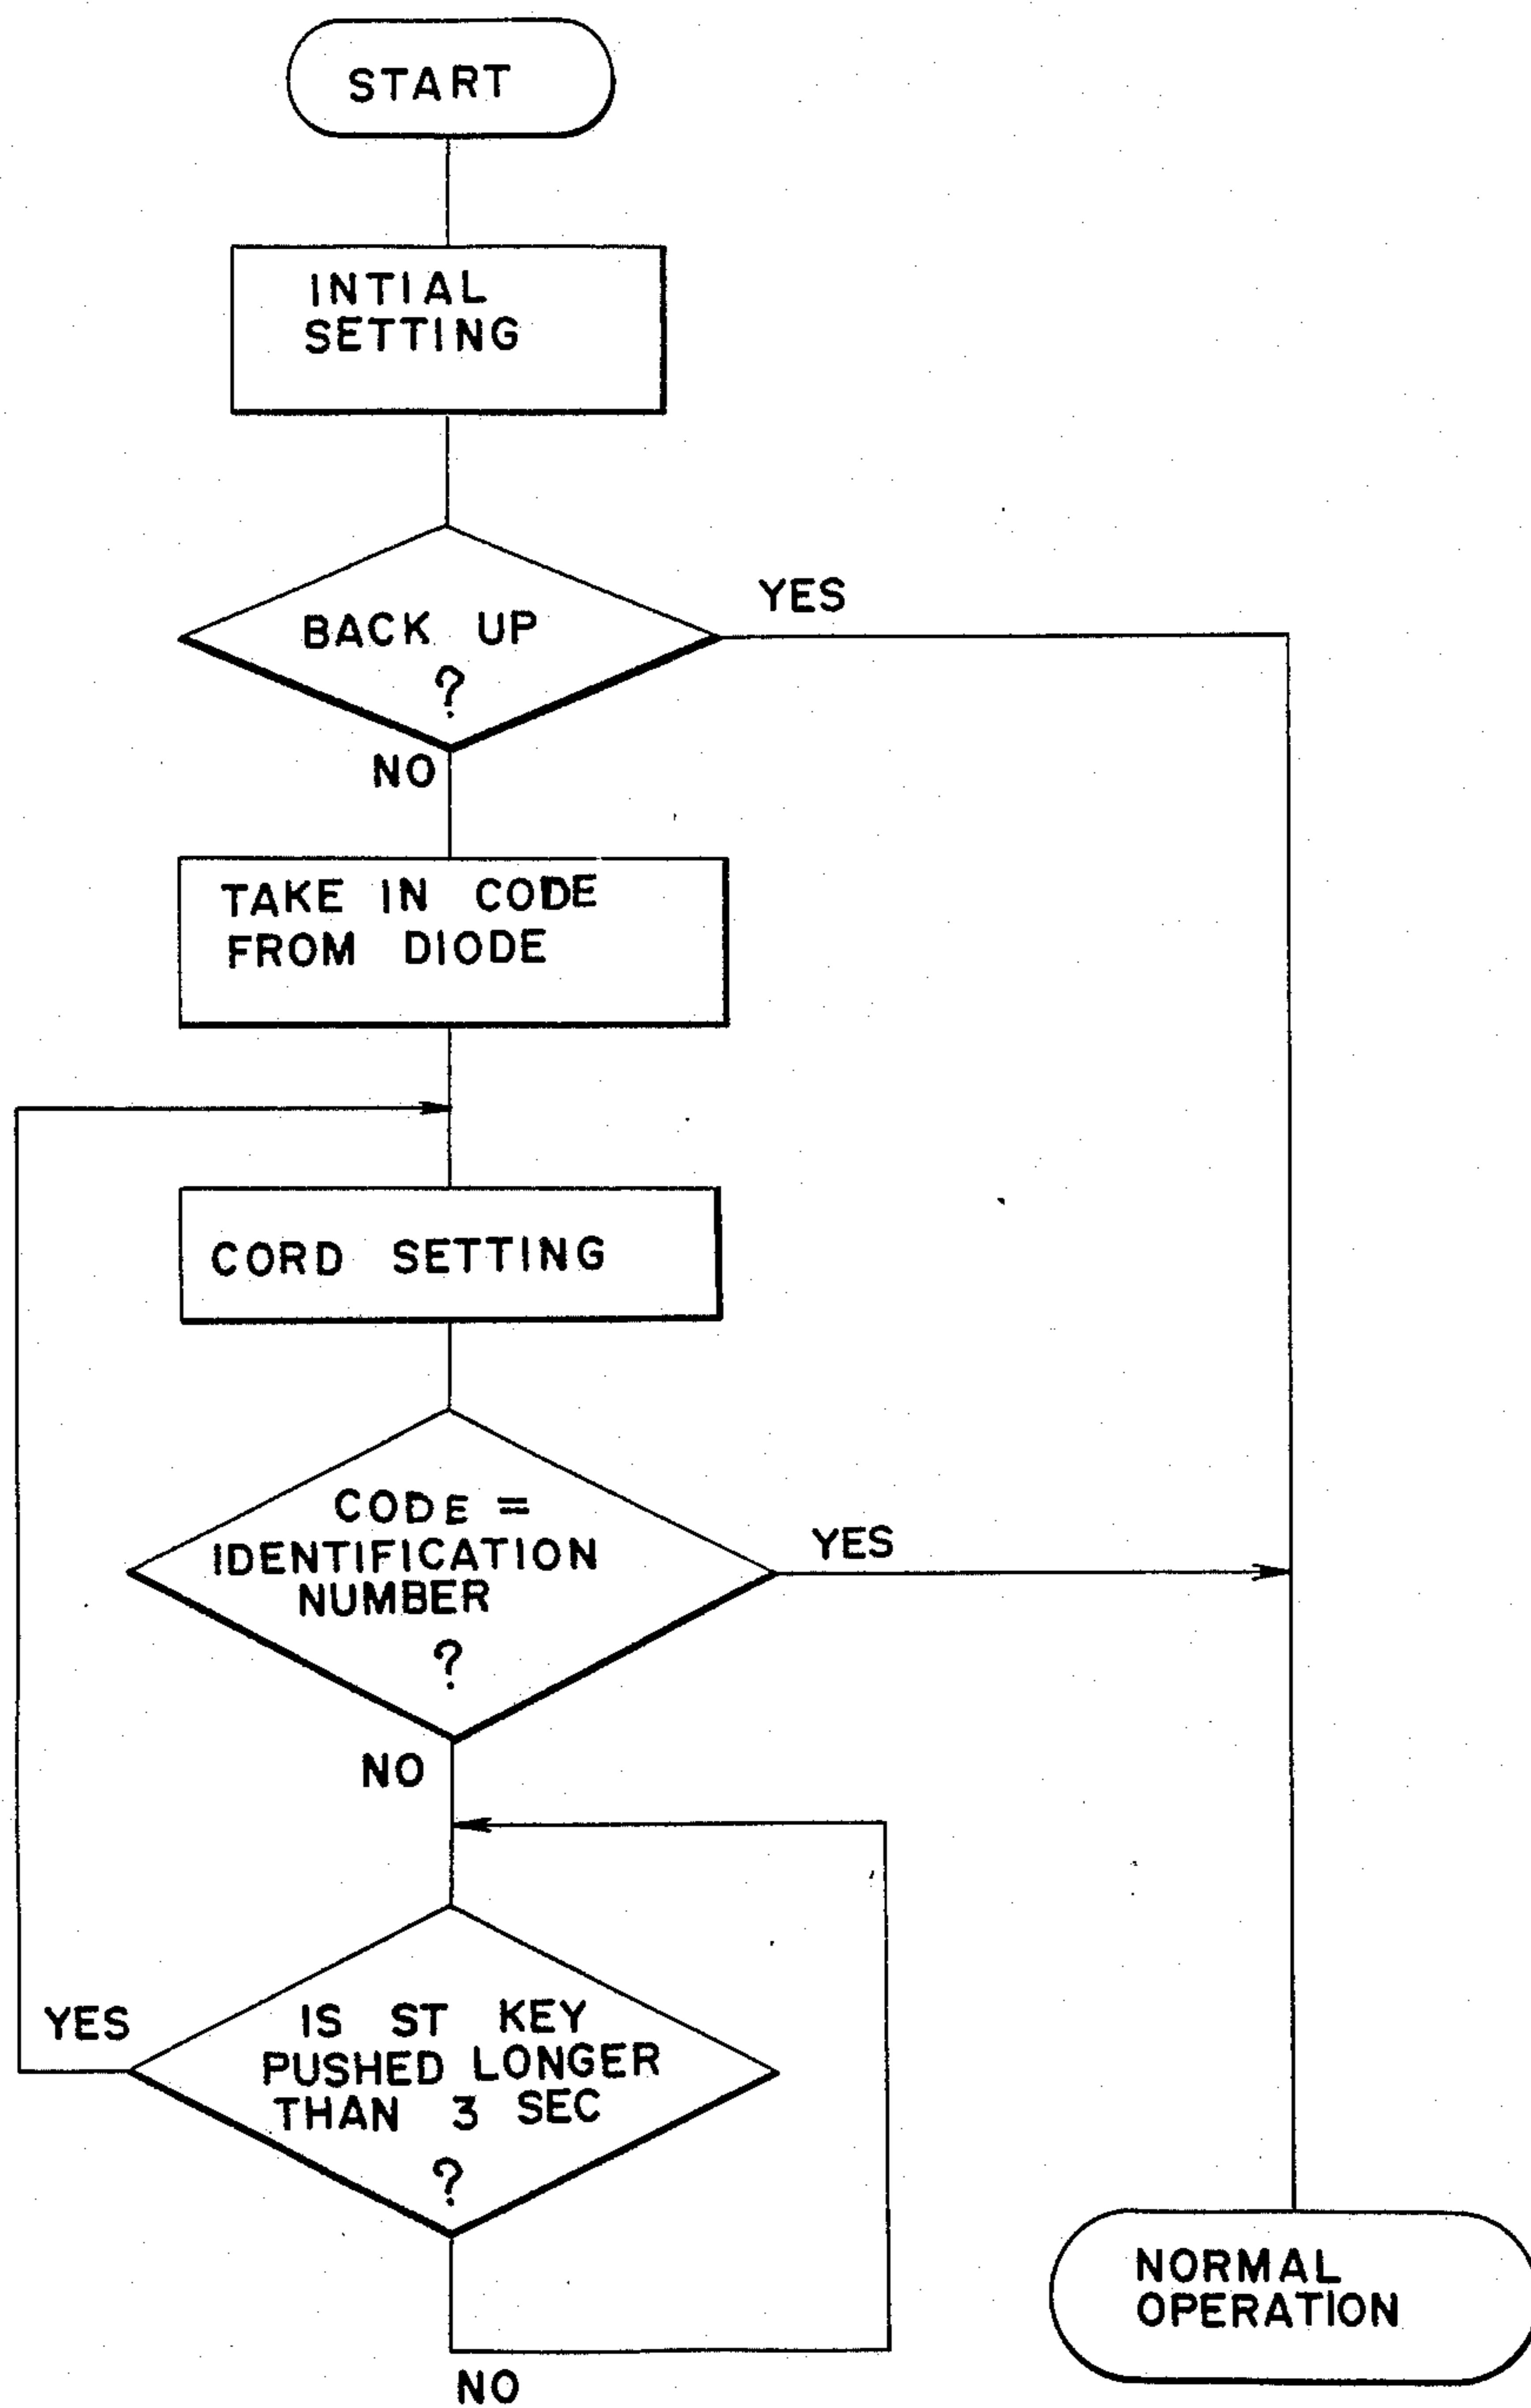 START
INTIAL
SETTING
BACK UP
?
YES
NO
TAKE IN CODE
FROM DIODE
CORD SETTING
CODE =
IDENTIFICATION
NUMBER
?
YES
NO
IS ST KEY
PUSHED LONGER
THAN 3 SEC
?
YES
NO
NORMAL
OPERATION